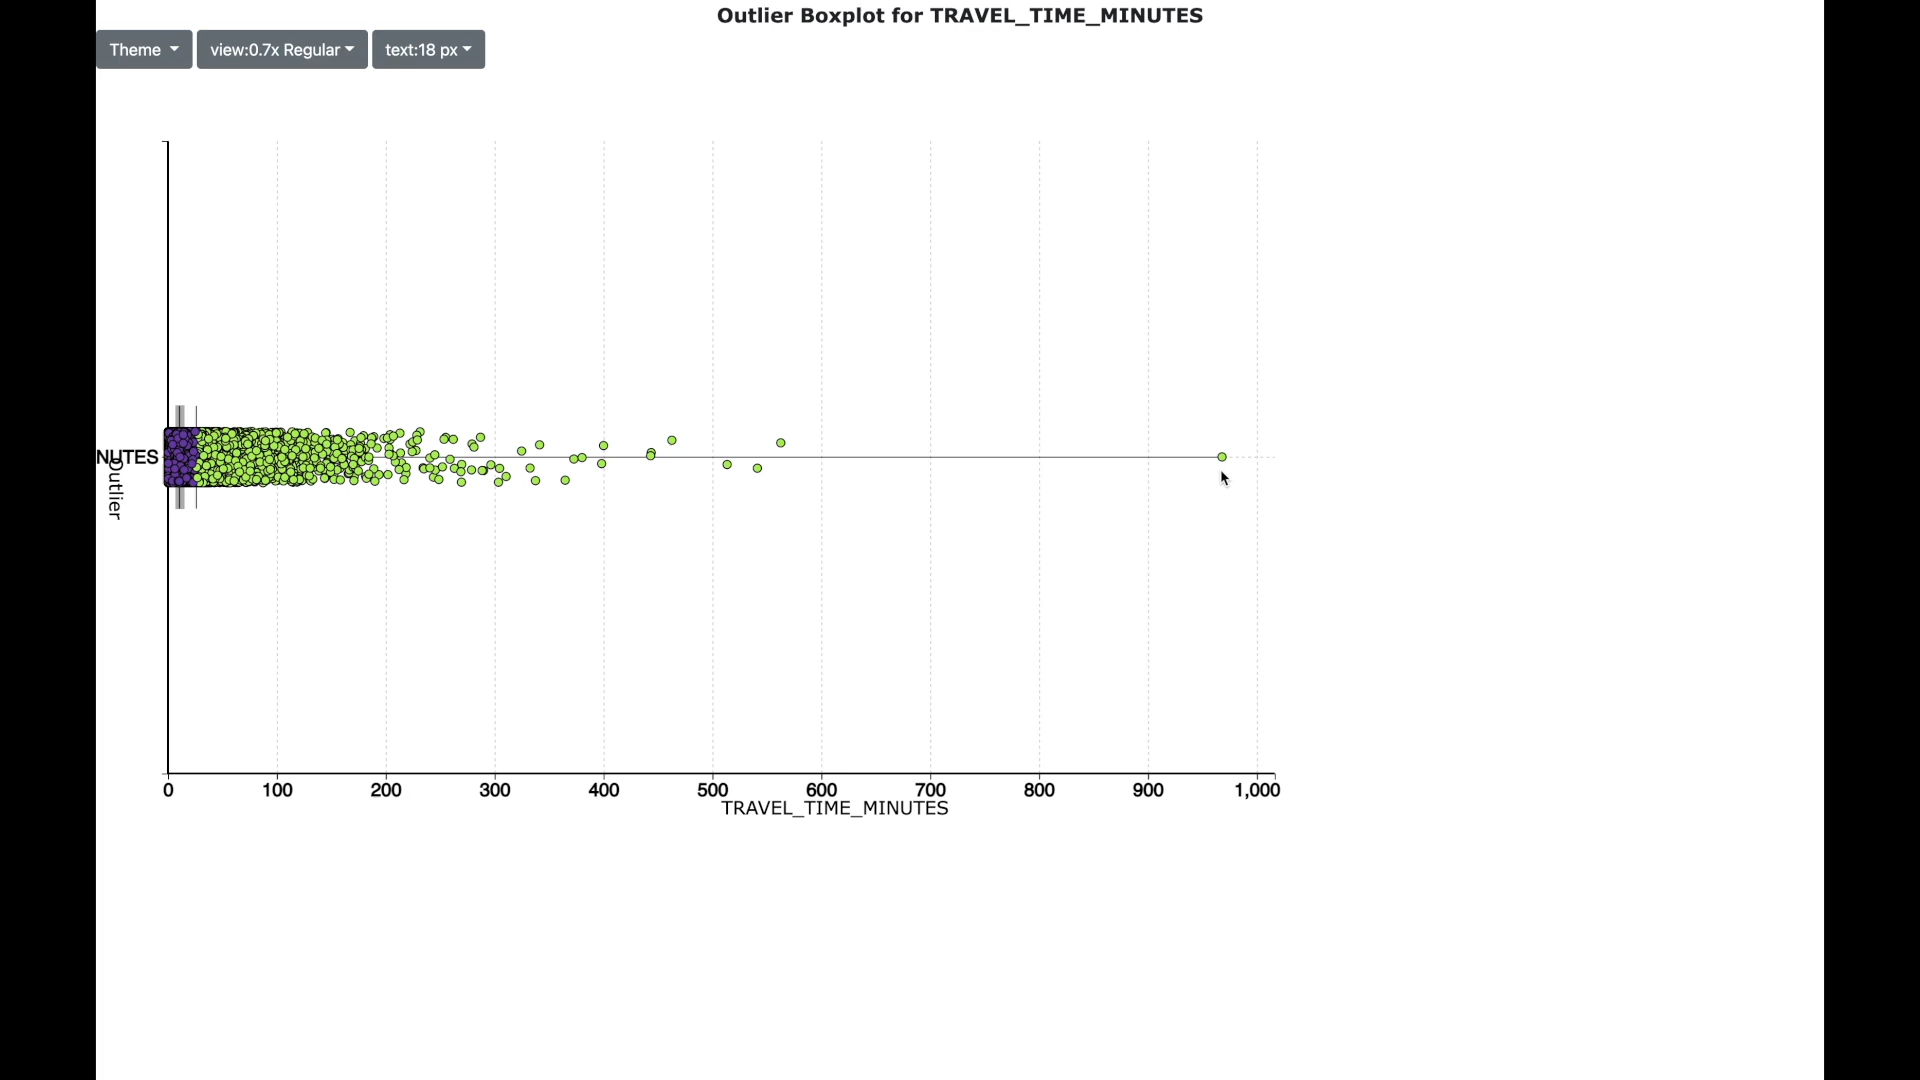 Outlier Boxplot for TRAVEL_TIME_MINUTES
Theme view:0.7x Regular text:18 px
NUTES
Outlier
0 100 200 300 400 500 600 700 800 900 1,000
TRAVEL_TIME_MINUTES